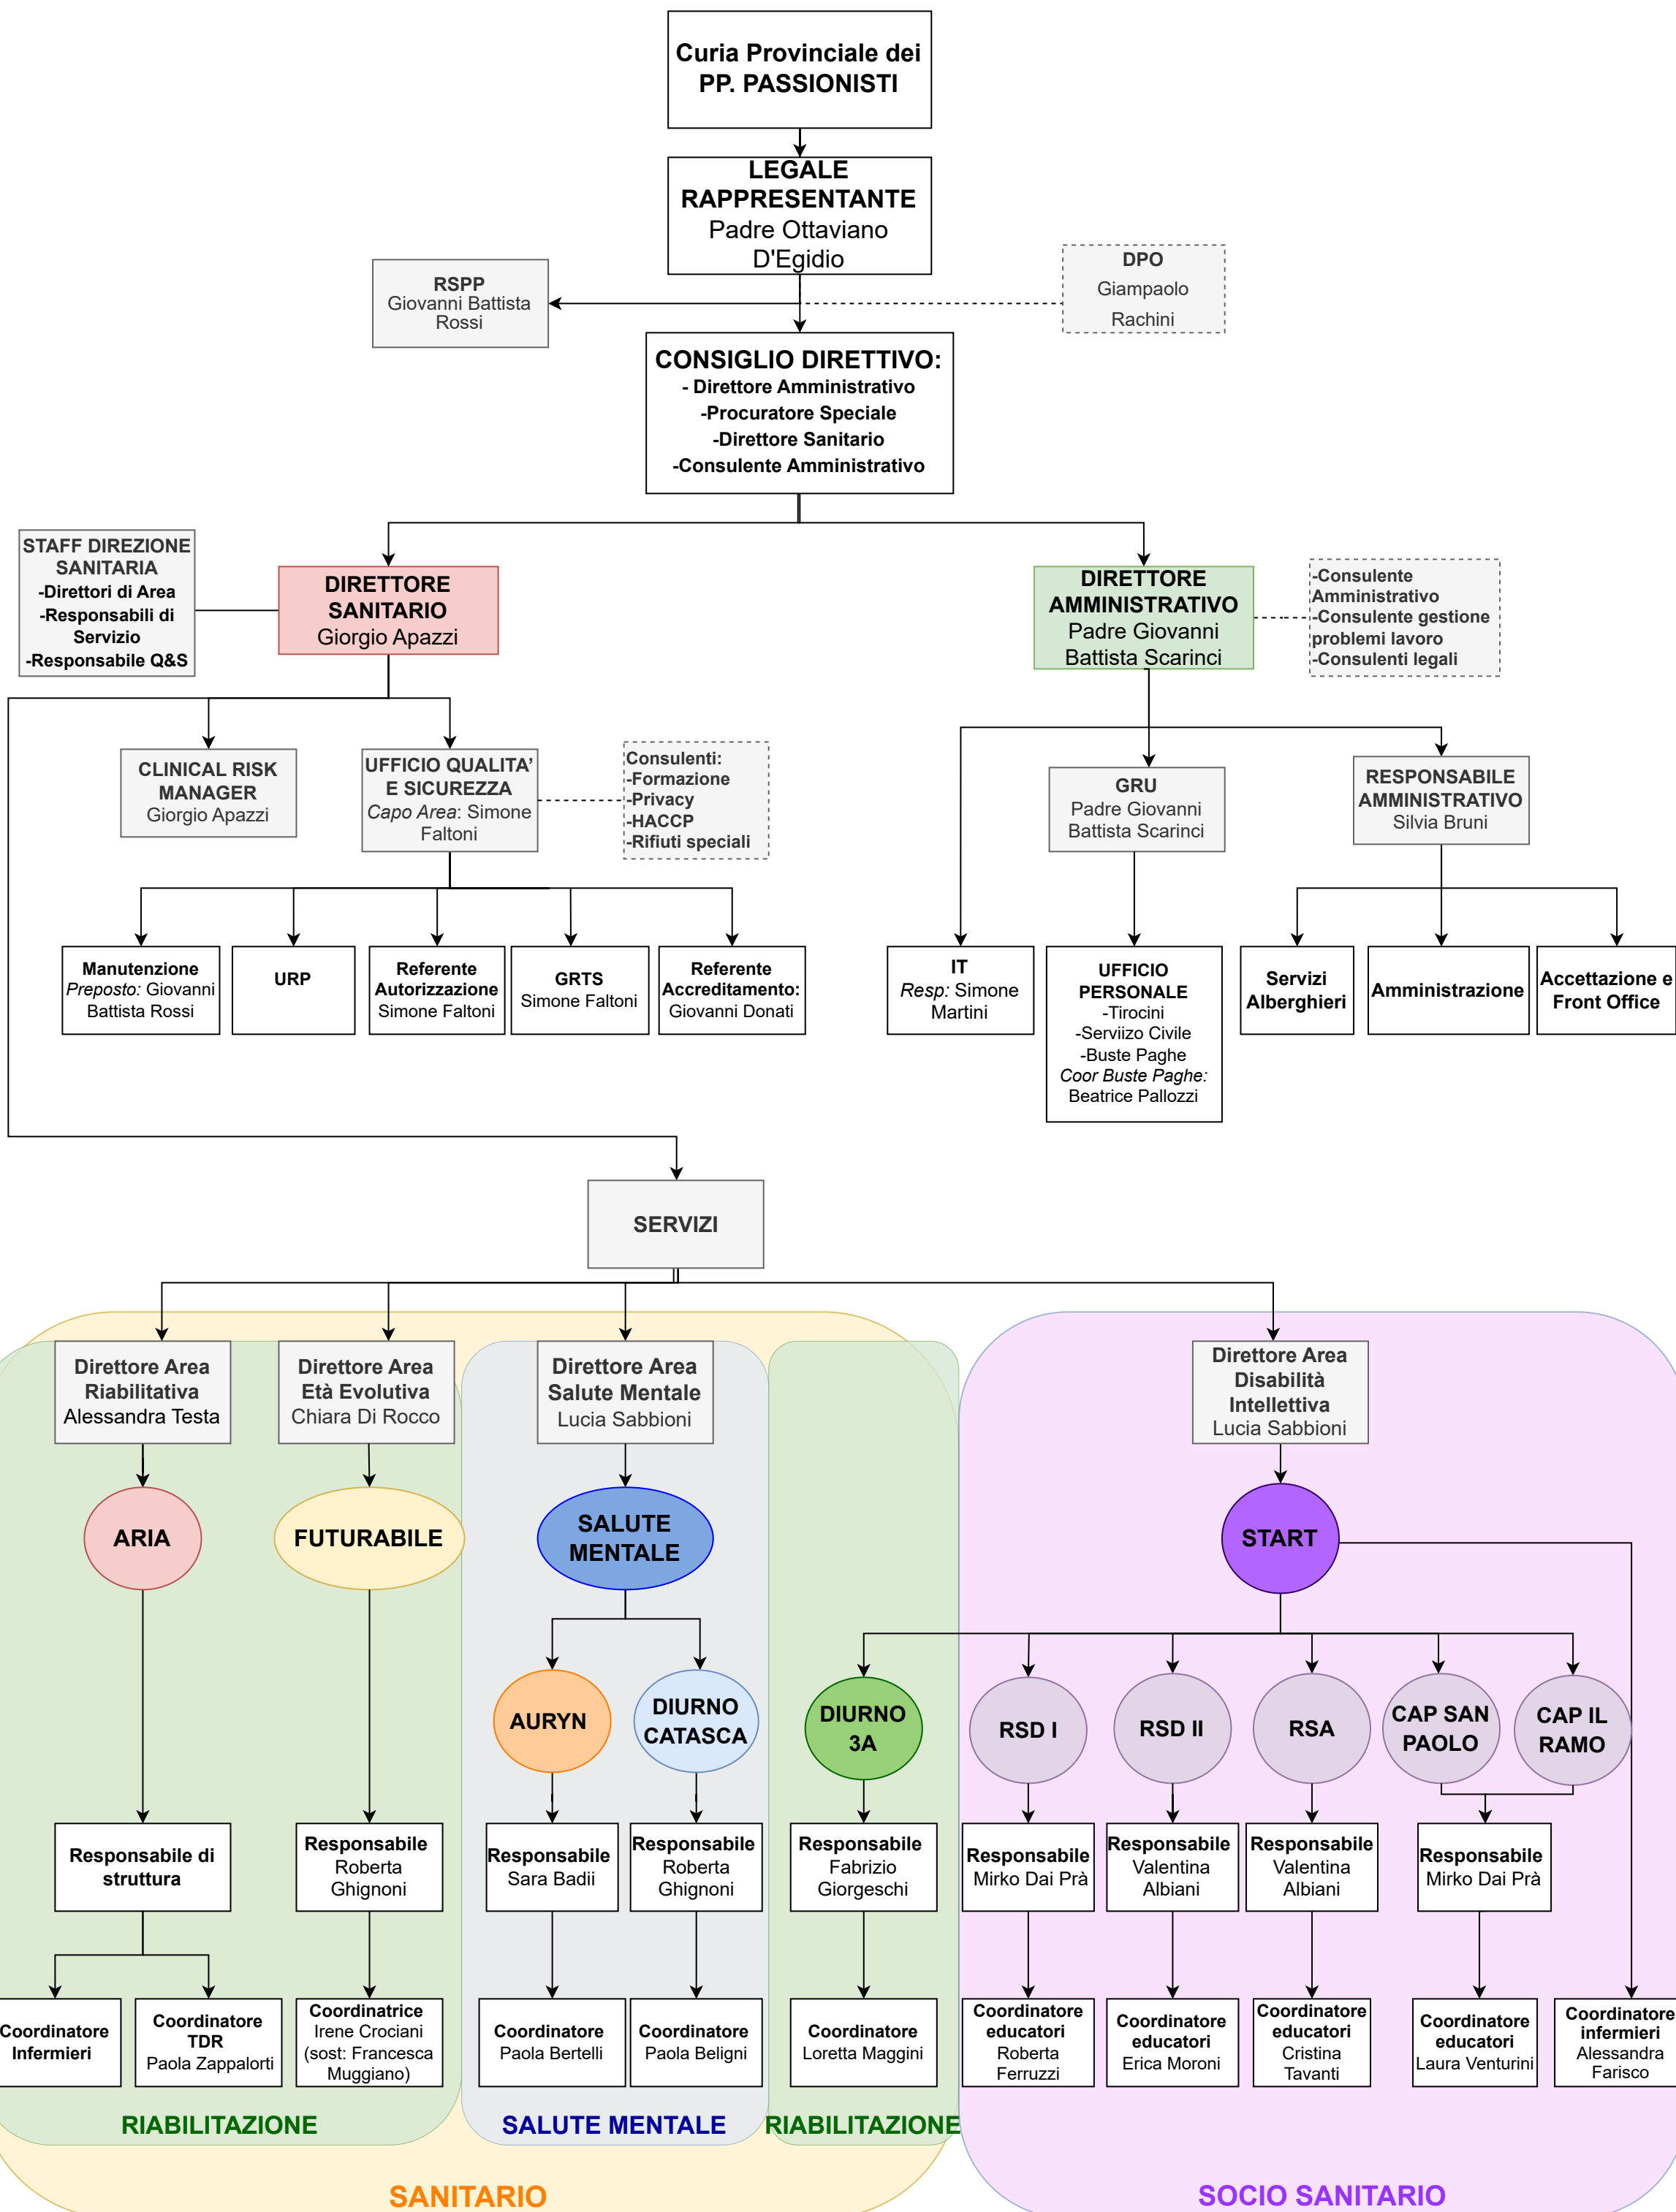 Curia Provinciale dei
PP. PASSIONISTI
LEGALE
RAPPRESENTANTE
Padre Ottaviano
D'Egidio
RSPP
Giovanni Battista
Rossi
DPO
Giampaolo
Rachini
CONSIGLIO DIRETTIVO:
- Direttore Amministrativo
-Procuratore Speciale
-Direttore Sanitario
-Consulente Amministrativo
STAFF DIREZIONE
SANITARIA
-Direttori di Area
-Responsabili di
Servizio
-Responsabile Q&S
DIRETTORE
SANITARIO
Giorgio Apazzi
DIRETTORE
AMMINISTRATIVO
Padre Giovanni
Battista Scarinci
-Consulente
Amministrativo
-Consulente gestione
problemi lavoro
-Consulenti legali
CLINICAL RISK
MANAGER
Giorgio Apazzi
UFFICIO QUALITA’
E SICUREZZA
Capo Area: Simone
Faltoni
Consulenti:
-Formazione
-Privacy
-HACCP
-Rifiuti speciali
GRU
Padre Giovanni
Battista Scarinci
RESPONSABILE
AMMINISTRATIVO
Silvia Bruni
Manutenzione
Preposto: Giovanni
Battista Rossi
URP
Referente
Autorizzazione
Simone Faltoni
GRTS
Simone Faltoni
Referente
Accreditamento:
Giovanni Donati
IT
Resp: Simone
Martini
UFFICIO
PERSONALE
-Tirocini
-Serviizo Civile
-Buste Paghe
Coor Buste Paghe:
Beatrice Pallozzi
Servizi
Alberghieri
Amministrazione
Accettazione e
Front Office
SERVIZI
Direttore Area
Riabilitativa
Alessandra Testa
Direttore Area
Età Evolutiva
Chiara Di Rocco
Direttore Area
Salute Mentale
Lucia Sabbioni
Direttore Area
Disabilità
Intellettiva
Lucia Sabbioni
ARIA
FUTURABILE
SALUTE
MENTALE
START
AURYN
DIURNO
CATASCA
DIURNO
3A
RSD I
RSD II
RSA
CAP SAN
PAOLO
CAP IL
RAMO
Responsabile di
struttura
Responsabile
Roberta
Ghignoni
Responsabile
Sara Badii
Responsabile
Roberta
Ghignoni
Responsabile
Fabrizio
Giorgeschi
Responsabile
Mirko Dai Prà
Responsabile
Valentina
Albiani
Responsabile
Valentina
Albiani
Responsabile
Mirko Dai Prà
Coordinatore
Infermieri
Coordinatore
TDR
Paola Zappalorti
Coordinatrice
Irene Crociani
(sost: Francesca
Muggiano)
Coordinatore
Paola Bertelli
Coordinatore
Paola Beligni
Coordinatore
Loretta Maggini
Coordinatore
educatori
Roberta
Ferruzzi
Coordinatore
educatori
Erica Moroni
Coordinatore
educatori
Cristina
Tavanti
Coordinatore
educatori
Laura Venturini
Coordinatore
infermieri
Alessandra
Farisco
RIABILITAZIONE
SALUTE MENTALE
RIABILITAZIONE
SANITARIO
SOCIO SANITARIO